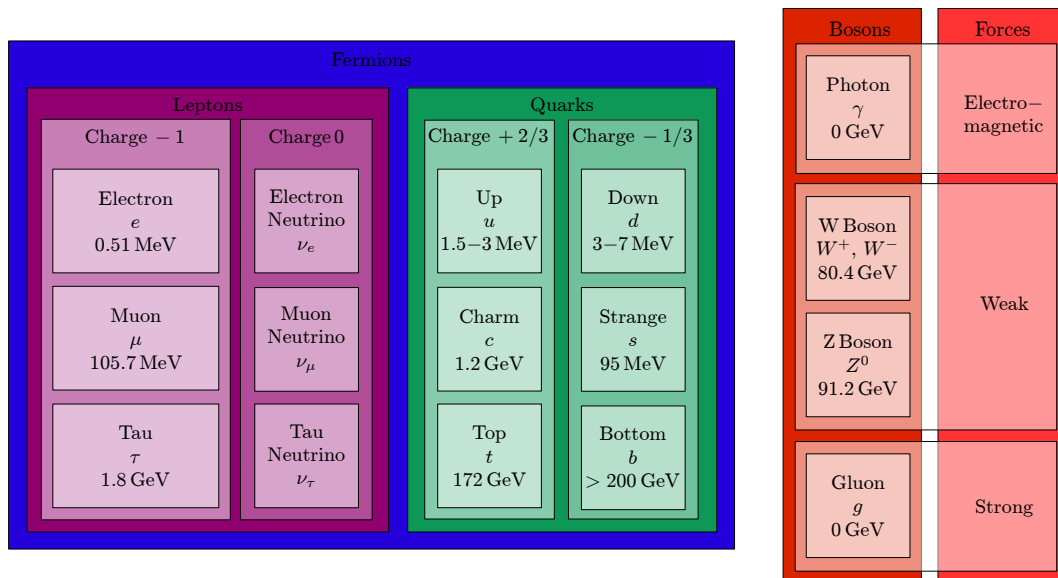 Fermions
Leptons
Charge − 1
Electron
e
0.51 MeV
Muon
μ
105.7 MeV
Tau
τ
1.8 GeV
Charge 0
Electron
Neutrino
ν_e
Muon
Neutrino
ν_μ
Tau
Neutrino
ν_τ
Quarks
Charge + 2/3
Up
u
1.5−3 MeV
Charm
c
1.2 GeV
Top
t
172 GeV
Charge − 1/3
Down
d
3−7 MeV
Strange
s
95 MeV
Bottom
b
> 200 GeV
Bosons
Forces
Photon
γ
0 GeV
Electro−
magnetic
W Boson
W⁺, W⁻
80.4 GeV
Z Boson
Z⁰
91.2 GeV
Weak
Gluon
g
0 GeV
Strong